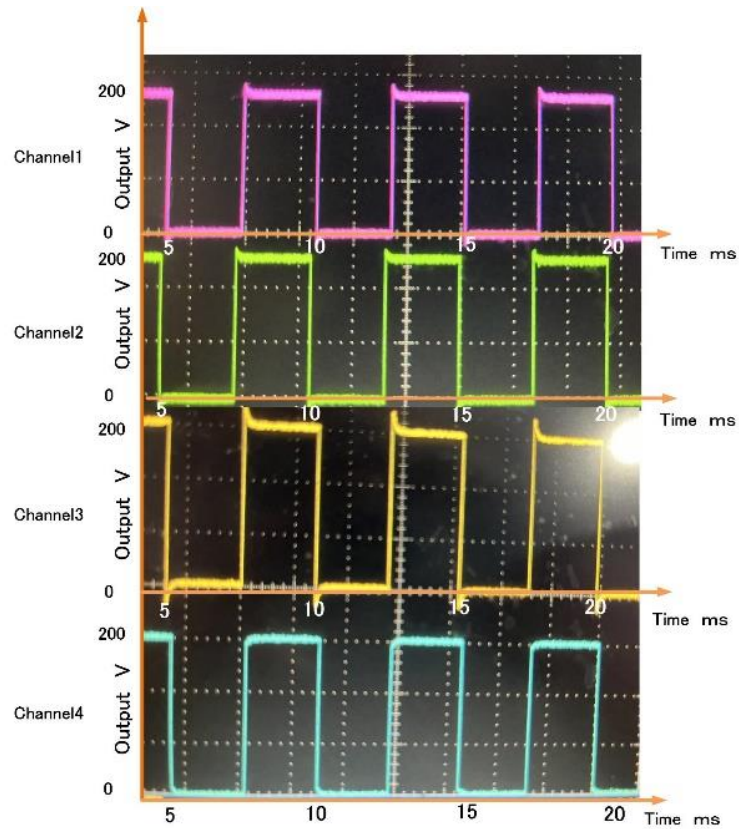 200
Channel1
Output V
0
5 10 15 20
Time ms
200
Channel2
Output V
0
5 10 15 20
Time ms
200
Channel3
Output V
0
5 10 15 20
Time ms
200
Channel4
Output V
0
5 10 15 20
Time ms